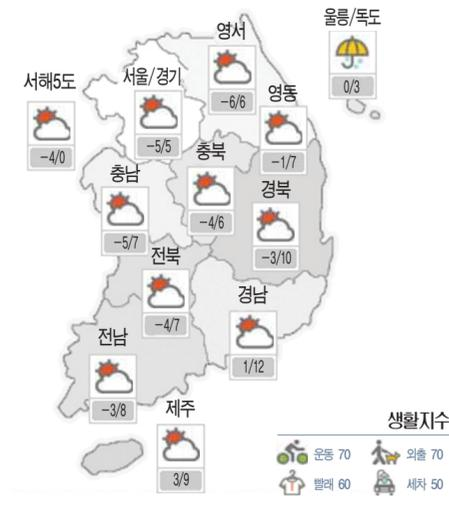 울릉/독도
0/3
영서
-6/6
서해5도
-4/0
서울/경기
-5/5
영동
-1/7
충북
-4/6
충남
-5/7
경북
-3/10
전북
-4/7
경남
1/12
전남
-3/8
제주
3/9
생활지수
운동 70
외출 70
빨래 60
세차 50